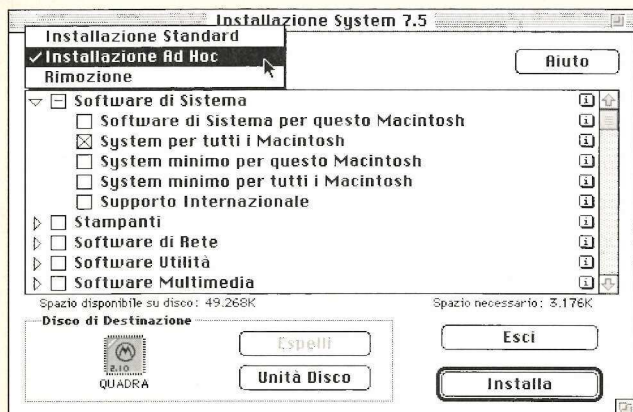 Installazione System 7.5
Installazione Standard
✓Installazione Ad Hoc
Rimozione
Aiuto
Software di Sistema
Software di Sistema per questo Macintosh
System per tutti i Macintosh
System minimo per questo Macintosh
System minimo per tutti i Macintosh
Supporto Internazionale
Stampanti
Software di Rete
Software Utilità
Software Multimedia
Spazio disponibile su disco: 49.268K
Spazio necessario: 3.176K
Disco di Destinazione
2.10
QUADRA
Espelli
Unità Disco
Esci
Installa